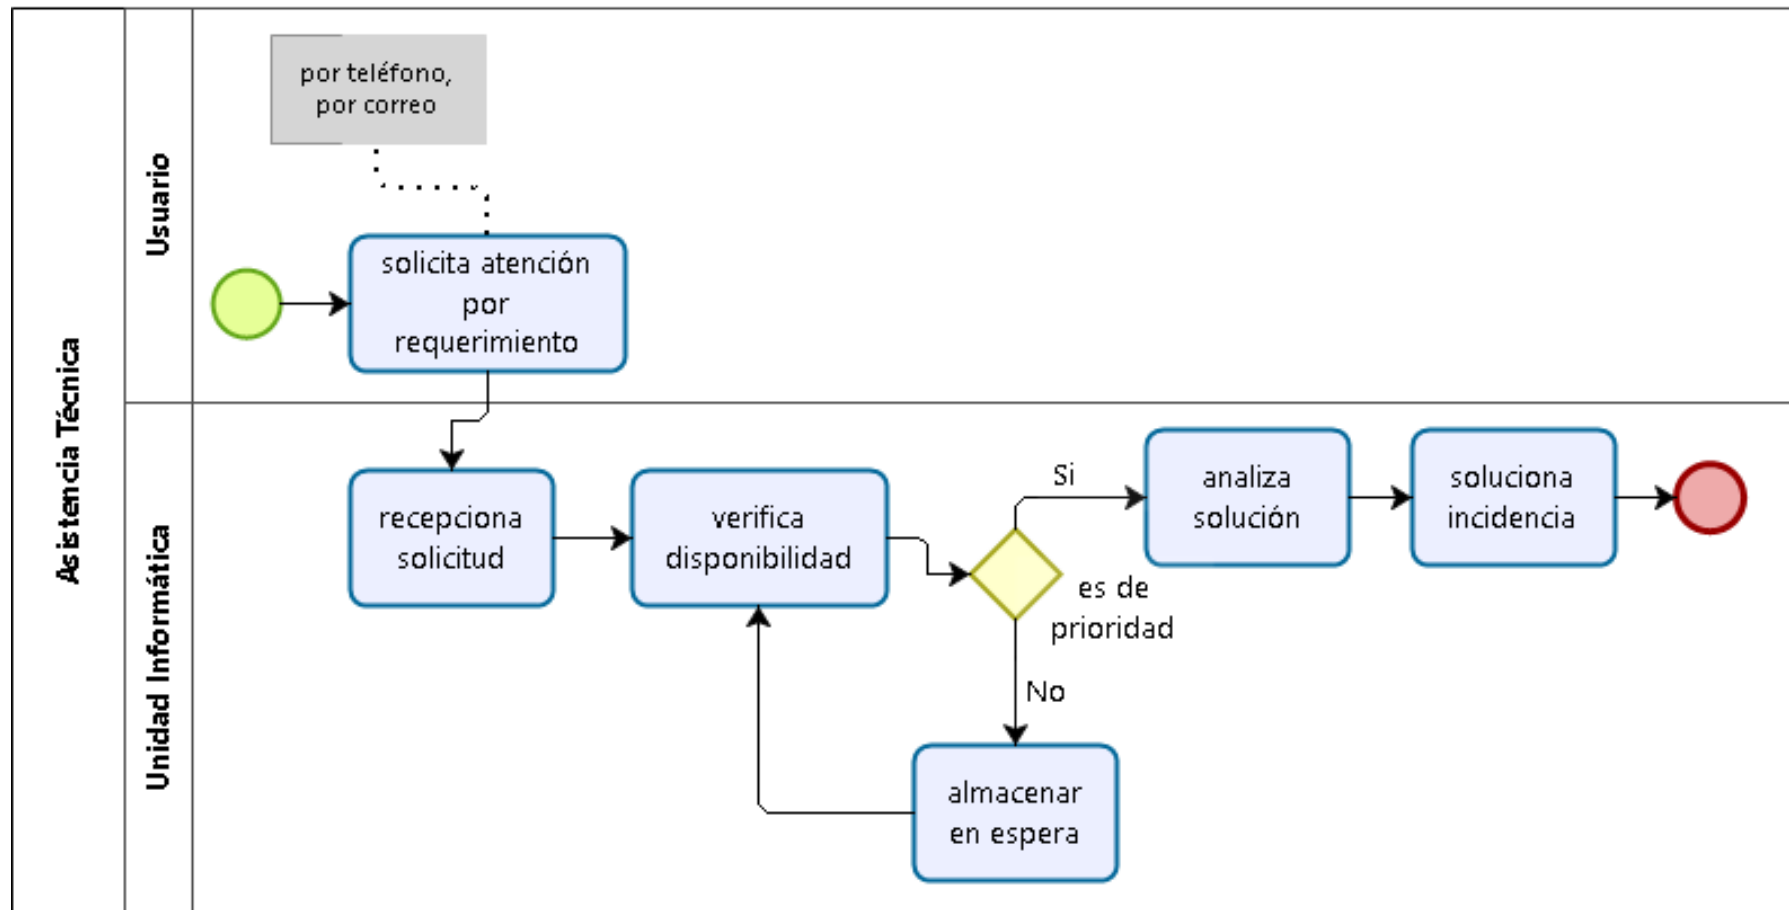 Asistencia Técnica
Usuario
por teléfono,
por correo
solicita atención
por
requerimiento
Unidad Informática
recepciona
solicitud
verifica
disponibilidad
es de
prioridad
Si
analiza
solución
soluciona
incidencia
No
almacenar
en espera